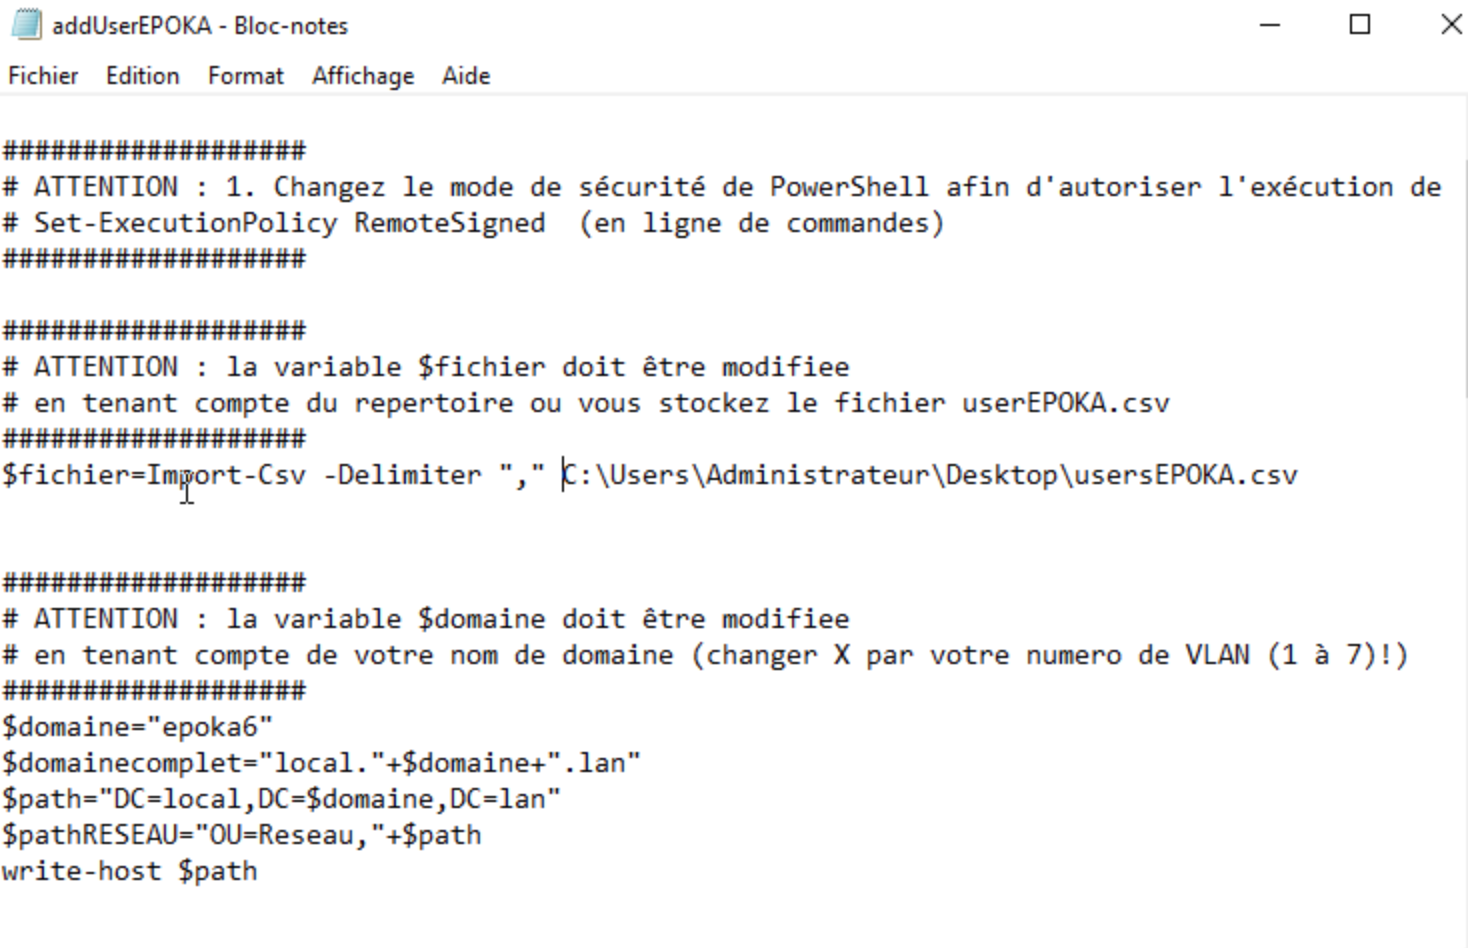 addUserEPOKA - Bloc-notes
Fichier Edition Format Affichage Aide
###################
# ATTENTION : 1. Changez le mode de sécurité de PowerShell afin d'autoriser l'exécution de
# Set-ExecutionPolicy RemoteSigned  (en ligne de commandes)
###################
###################
# ATTENTION : la variable $fichier doit être modifiee
# en tenant compte du repertoire ou vous stockez le fichier userEPOKA.csv
###################
$fichier=Import-Csv -Delimiter "," C:\Users\Administrateur\Desktop\usersEPOKA.csv
###################
# ATTENTION : la variable $domaine doit être modifiee
# en tenant compte de votre nom de domaine (changer X par votre numero de VLAN (1 à 7)!)
###################
$domaine="epoka6"
$domainecomplet="local."+$domaine+".lan"
$path="DC=local,DC=$domaine,DC=lan"
$pathRESEAU="OU=Reseau,"+$path
write-host $path